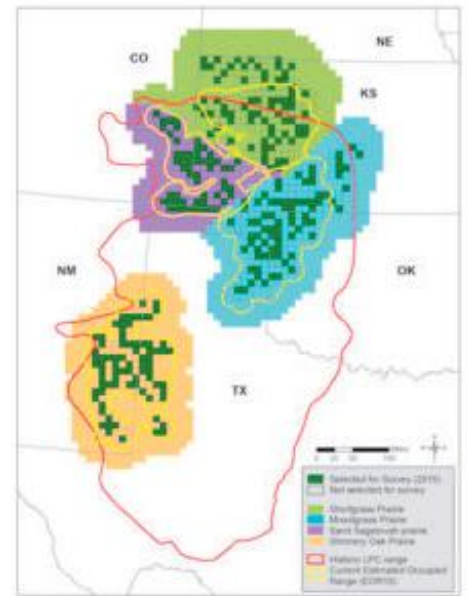 CO
NE
KS
NM
OK
TX
Selected for Survey (2015)
Not selected for survey
Shortgrass Prairie
Mixedgrass Prairie
Sand Sagebrush prairie
Shinnery Oak Prairie
Historic LPC range
Current Estimated Occupied
Range (EOR10)